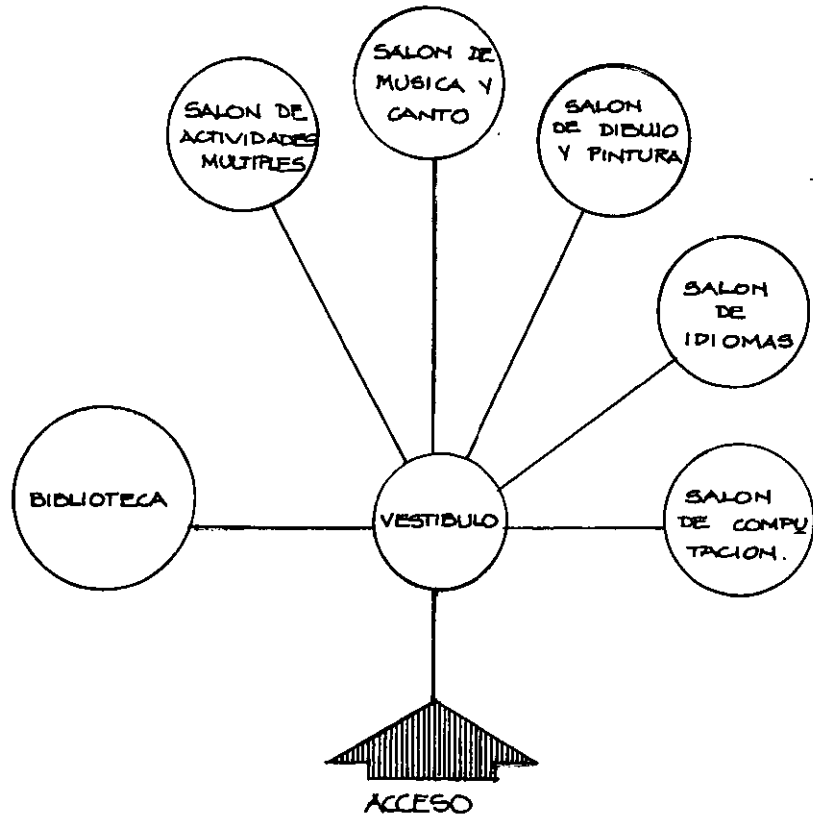 SALON DE
MUSICA Y
CANTO
SALON DE
ACTIVIDADES
MULTIPLES
SALON
DE DIBUJO
Y PINTURA
SALON
DE
IDIOMAS
BIBLIOTECA
VESTIBULO
SALON
DE COMPU
TACION.
ACCESO